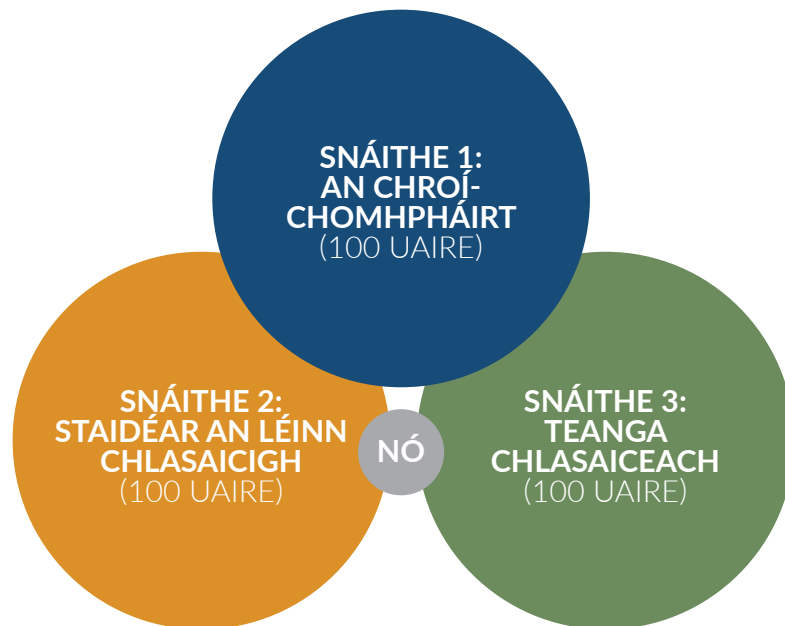 SNÁITHE 1:
AN CHROÍ-
CHOMHPHÁIRT
(100 UAIRE)
SNÁITHE 2:
STAIDÉAR AN LÉINN
CHLASAICIGH
(100 UAIRE)
NÓ
SNÁITHE 3:
TEANGA
CHLASAICEACH
(100 UAIRE)